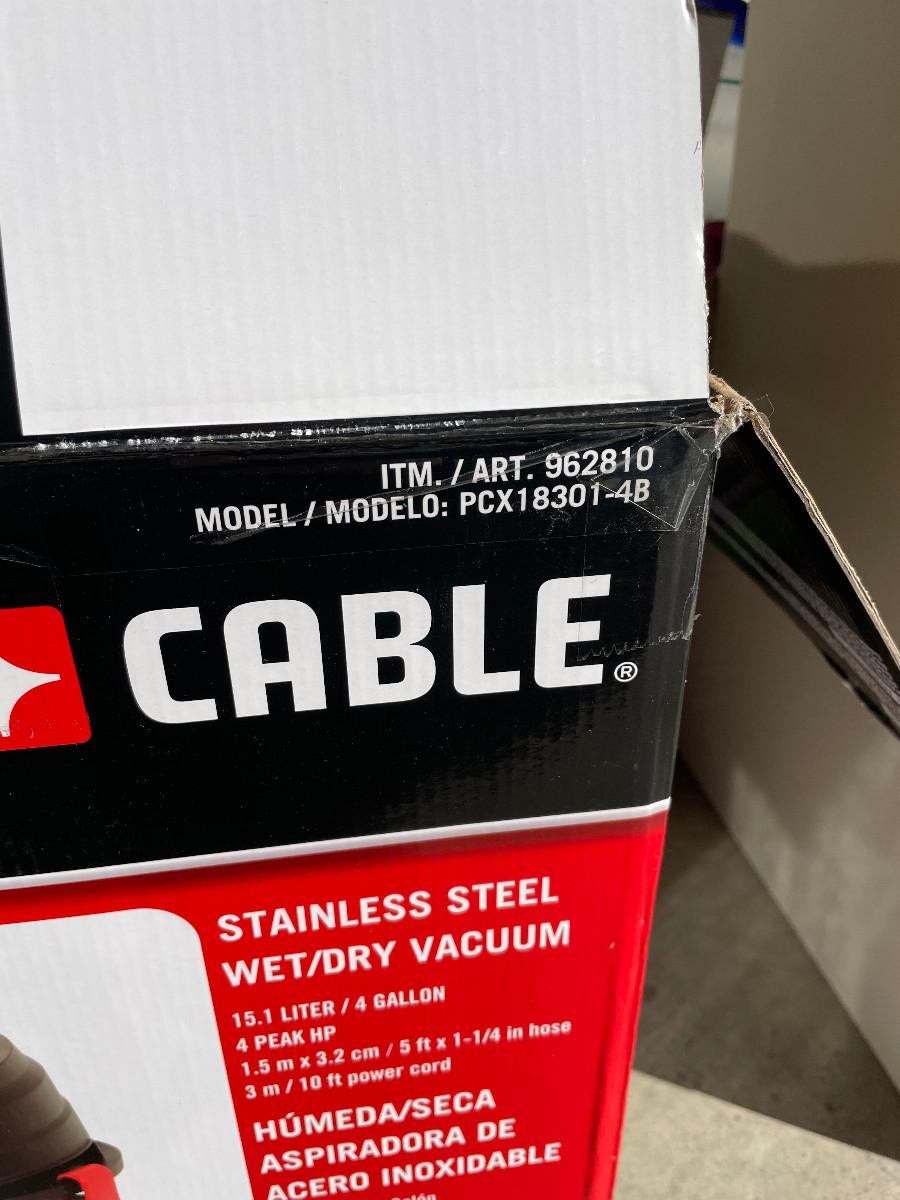 ITM. / ART. 962810
MODEL / MODELO: PCX18301-4B
CABLE®
STAINLESS STEEL
WET/DRY VACUUM
15.1 LITER / 4 GALLON
4 PEAK HP
1.5 m x 3.2 cm / 5 ft x 1-1/4 in hose
3 m / 10 ft power cord
HÚMEDA/SECA
ASPIRADORA DE
ACERO INOXIDABLE